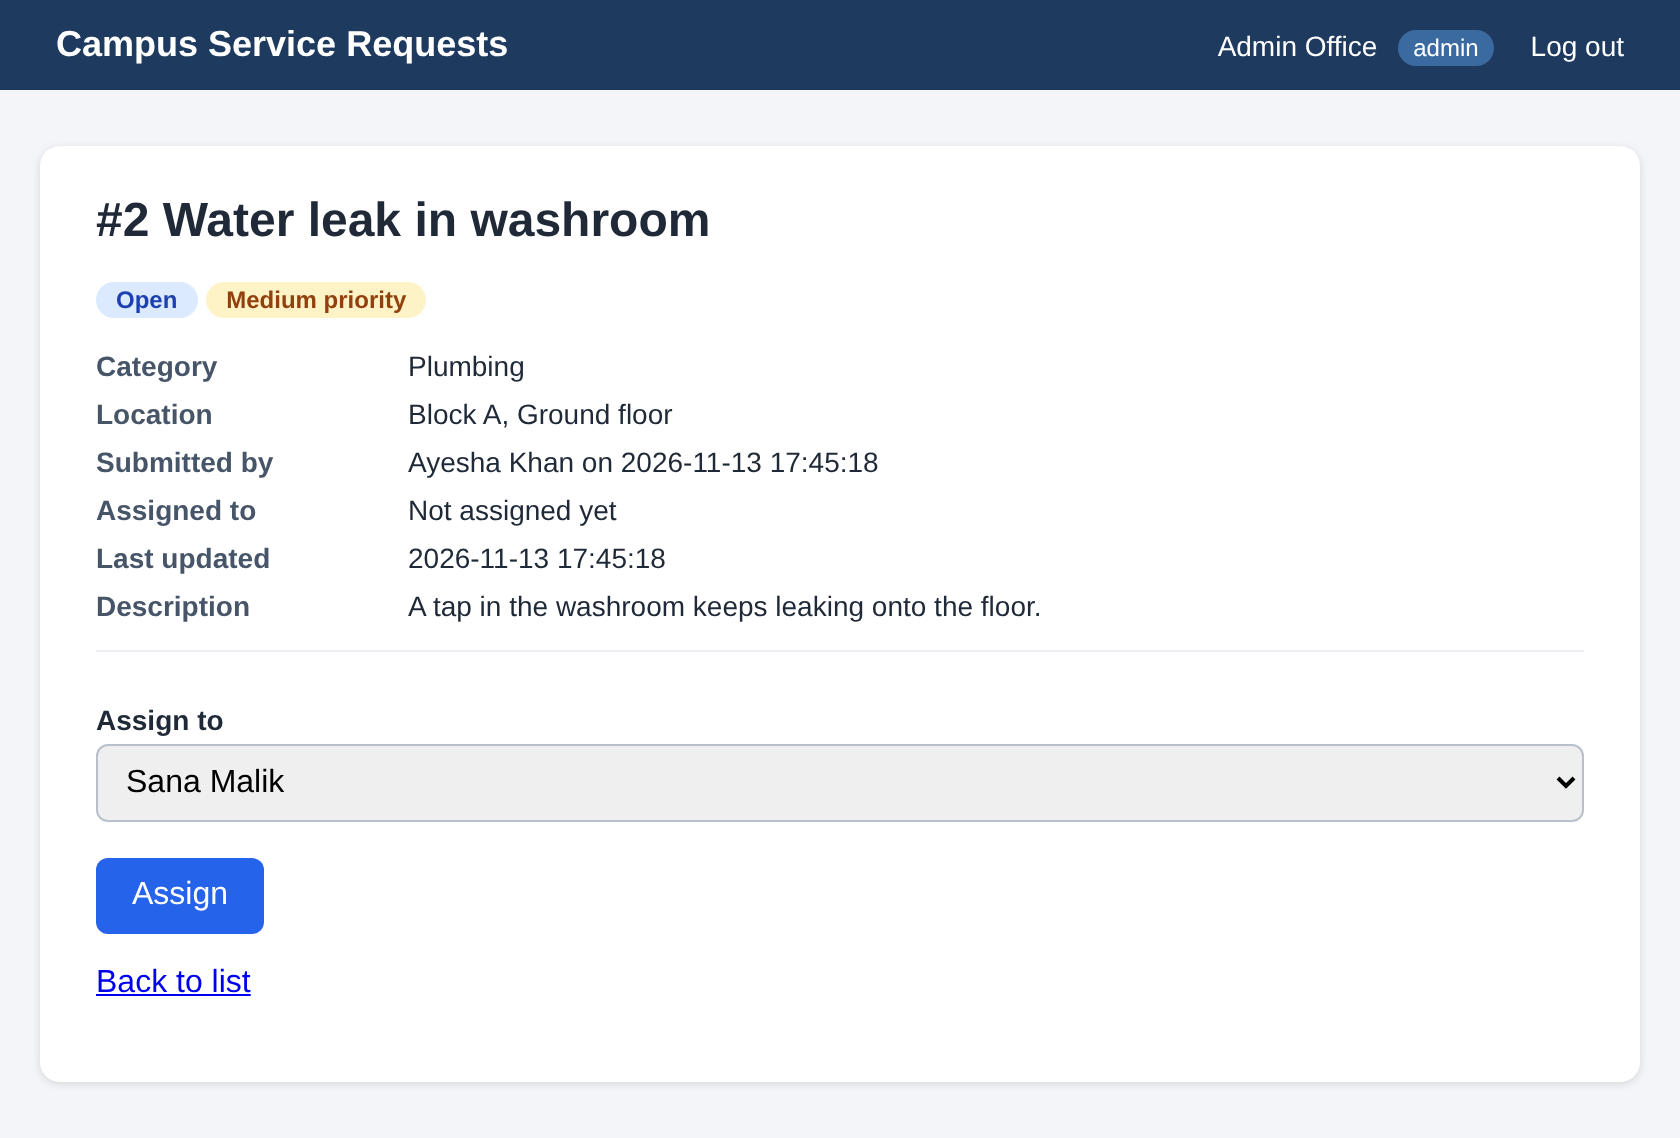 Campus Service Requests
Admin Office admin Log out
#2 Water leak in washroom
Open Medium priority
Category Plumbing
Location Block A, Ground floor
Submitted by Ayesha Khan on 2026-11-13 17:45:18
Assigned to Not assigned yet
Last updated 2026-11-13 17:45:18
Description A tap in the washroom keeps leaking onto the floor.
Assign to
Sana Malik
Assign
Back to list